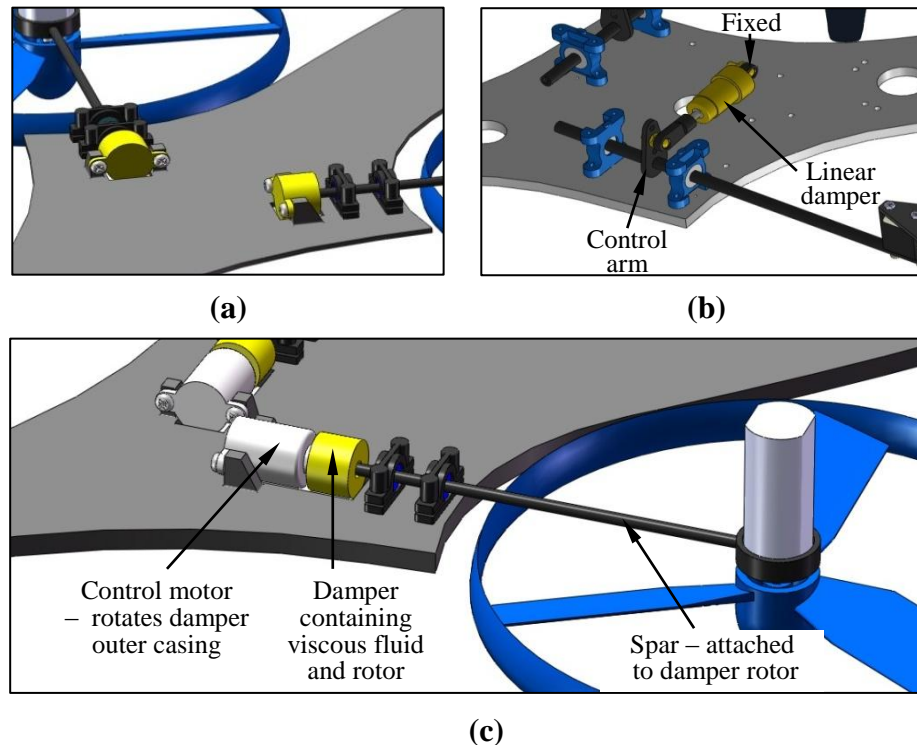 Fixed
Linear
damper
Control
arm
(a)
(b)
Control motor
– rotates damper
outer casing
Damper
containing
viscous fluid
and rotor
Spar – attached
to damper rotor
(c)